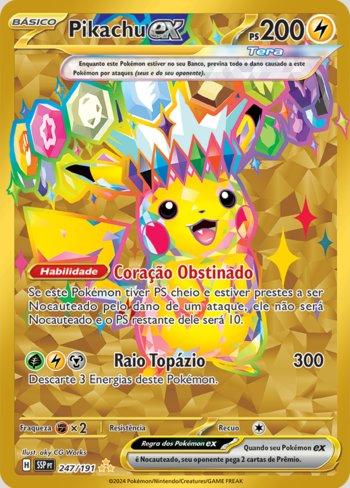 BÁSICO
Pikachu ex PS 200
Tera
Enquanto este Pokémon estiver no seu Banco, previna todo o dano causado a este
Pokémon por ataques (seus e do seu oponente).
Habilidade Coração Obstinado
Se este Pokémon tiver PS cheio e estiver prestes a ser
Nocauteado pelo dano de um ataque, ele não será
Nocauteado e o PS restante dele será 10.
Raio Topázio 300
Descarte 3 Energias deste Pokémon.
Fraqueza ×2 Resistência Recuo
Illust. aky CG Works
Regra dos Pokémon ex Quando seu Pokémon ex
é Nocauteado, seu oponente pega 2 cartas de Prêmio.
H SSP PT 247/191
©2024 Pokémon/Nintendo/Creatures/GAME FREAK